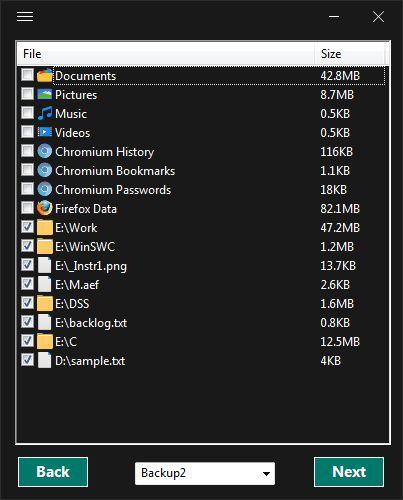 File Size
Documents 42.8MB
Pictures 8.7MB
Music 0.5KB
Videos 0.5KB
Chromium History 116KB
Chromium Bookmarks 1.1KB
Chromium Passwords 18KB
Firefox Data 82.1MB
E:\Work 47.2MB
E:\WinSWC 1.2MB
E:\_Instr1.png 13.7KB
E:\M.aef 2.6KB
E:\DSS 1.6MB
E:\backlog.txt 0.8KB
E:\C 12.5MB
D:\sample.txt 4KB
Back Backup2 Next